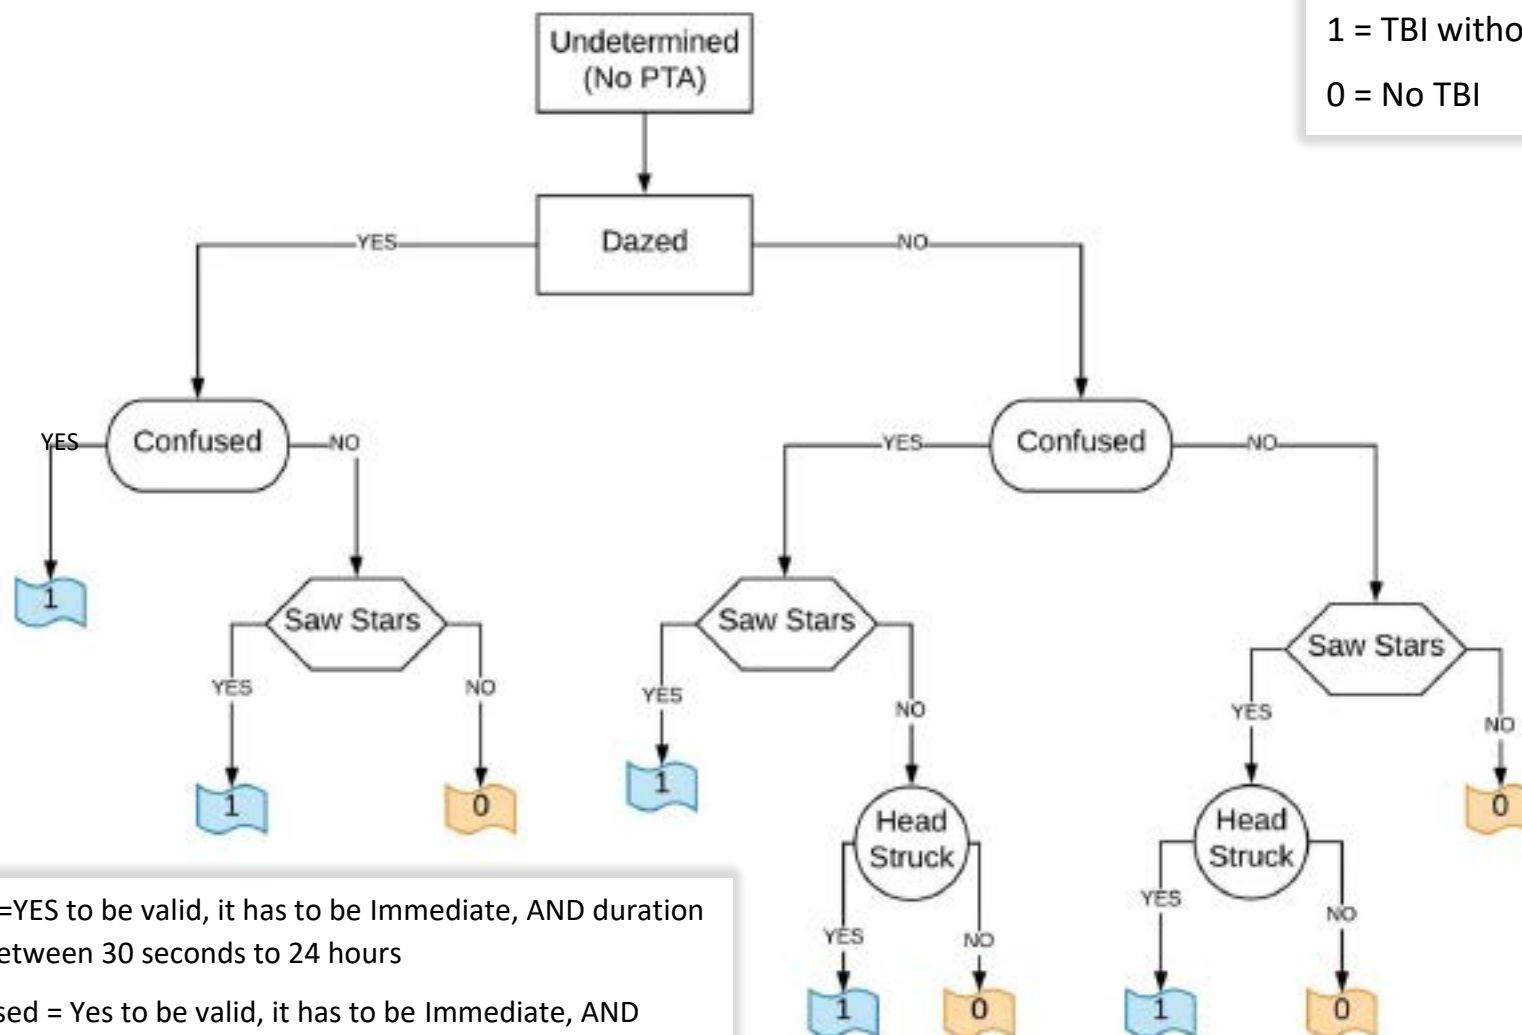 Undetermined
(No PTA)
1 = TBI
0 = No TBI
YES
Dazed
NO
YES
Confused
NO
YES
Confused
NO
1
Saw Stars
Saw Stars
Saw Stars
YES
NO
YES
NO
YES
NO
1
0
1
0
Head
Struck
Head
Struck
=YES to be valid, it has to be Immediate, AND duration
30 seconds to 24 hours
= Yes to be valid, it has to be Immediate, AND
YES
NO
YES
NO
1
0
1
0